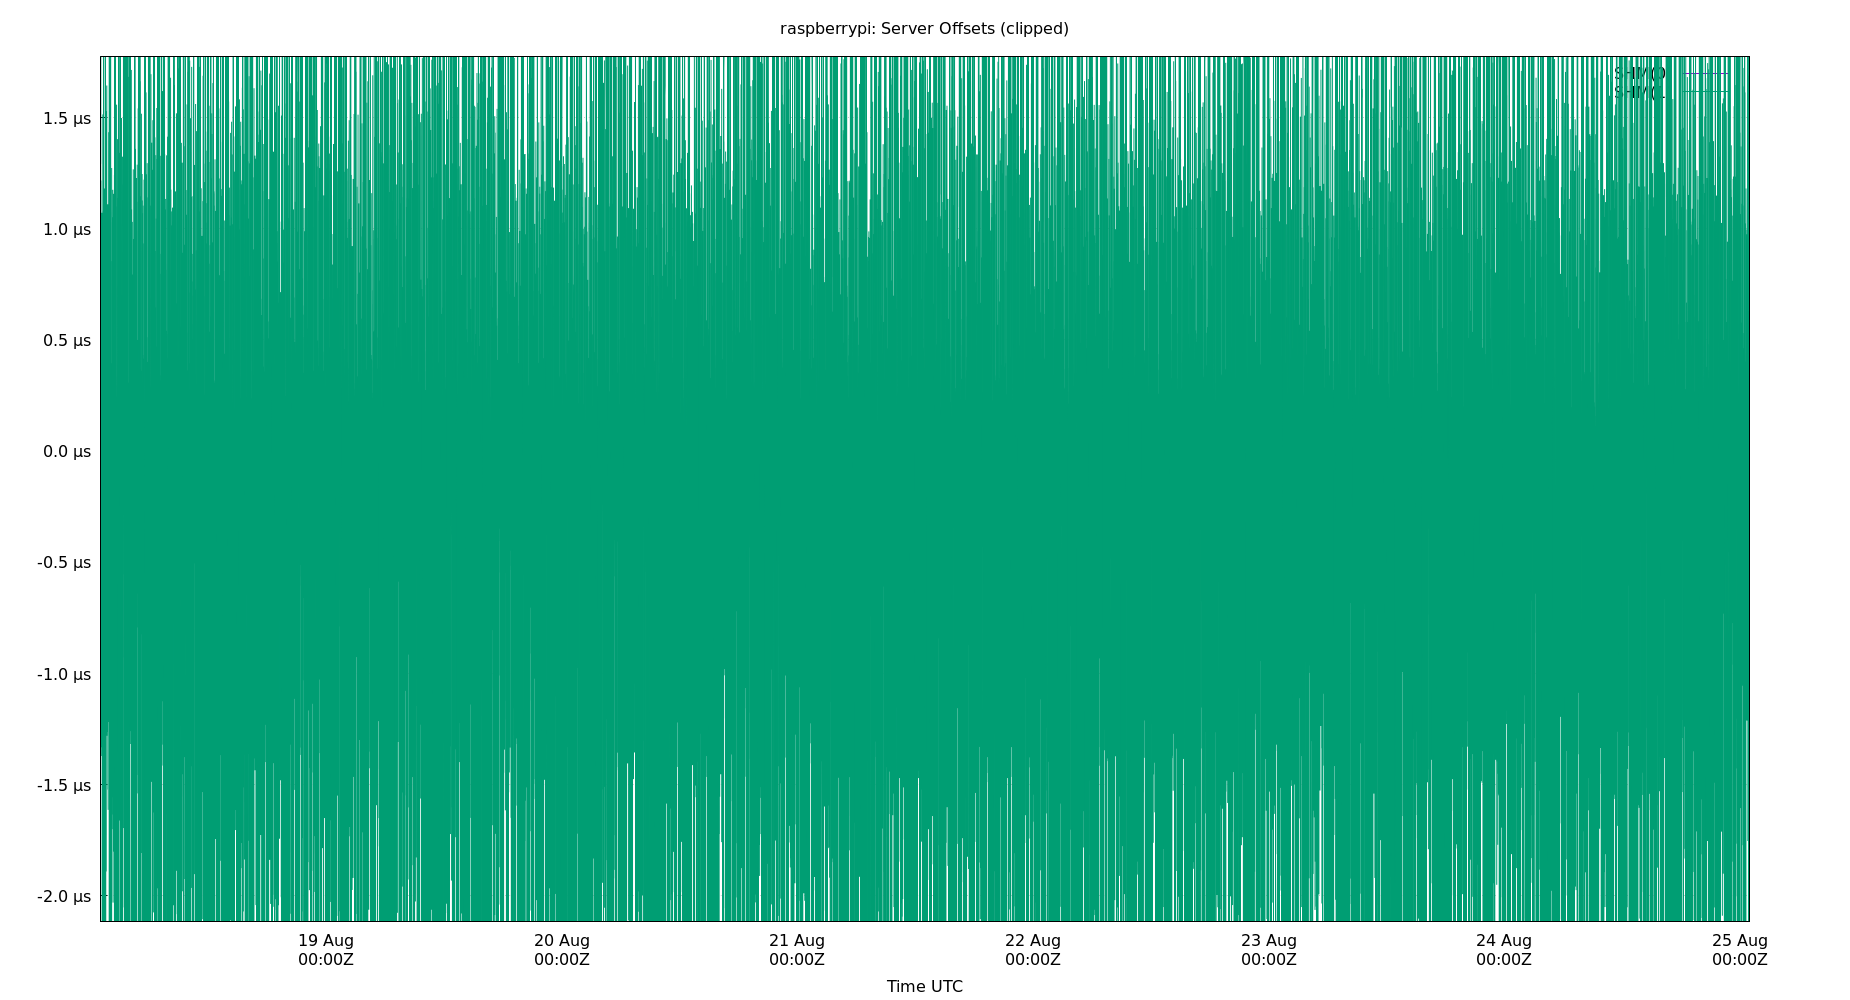 raspberrypi: Server Offsets (clipped)
1.5 µs
1.0 µs
0.5 µs
0.0 µs
-0.5 µs
-1.0 µs
-1.5 µs
-2.0 µs
19 Aug
00:00Z
20 Aug
00:00Z
21 Aug
00:00Z
22 Aug
00:00Z
23 Aug
00:00Z
24 Aug
00:00Z
25 Aug
00:00Z
Time UTC